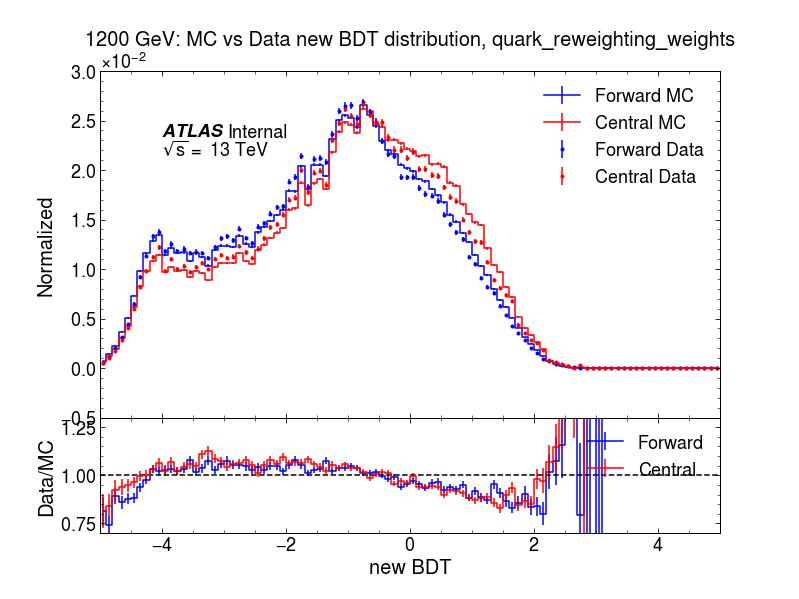 1200 GeV: MC vs Data new BDT distribution, quark_reweighting_weights
×10⁻²
3.0
2.5
2.0
1.5
1.0
0.5
0.0
−0.5
Normalized
ATLAS Internal
√s = 13 TeV
Forward MC
Central MC
Forward Data
Central Data
1.25
1.00
0.75
Data/MC
Forward
Central
−4 −2 0 2 4
new BDT